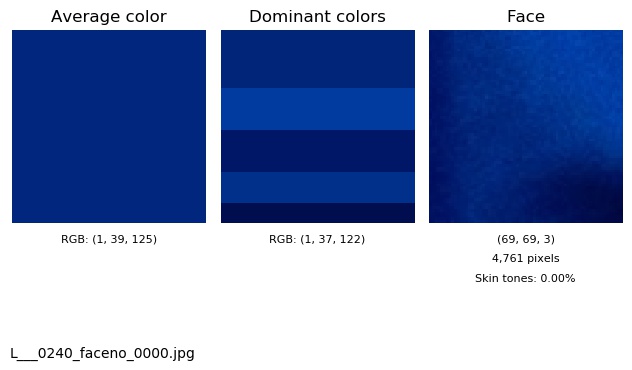 Average color
Dominant colors
Face
RGB: (1, 39, 125)
RGB: (1, 37, 122)
(69, 69, 3)
4,761 pixels
Skin tones: 0.00%
L___0240_faceno_0000.jpg